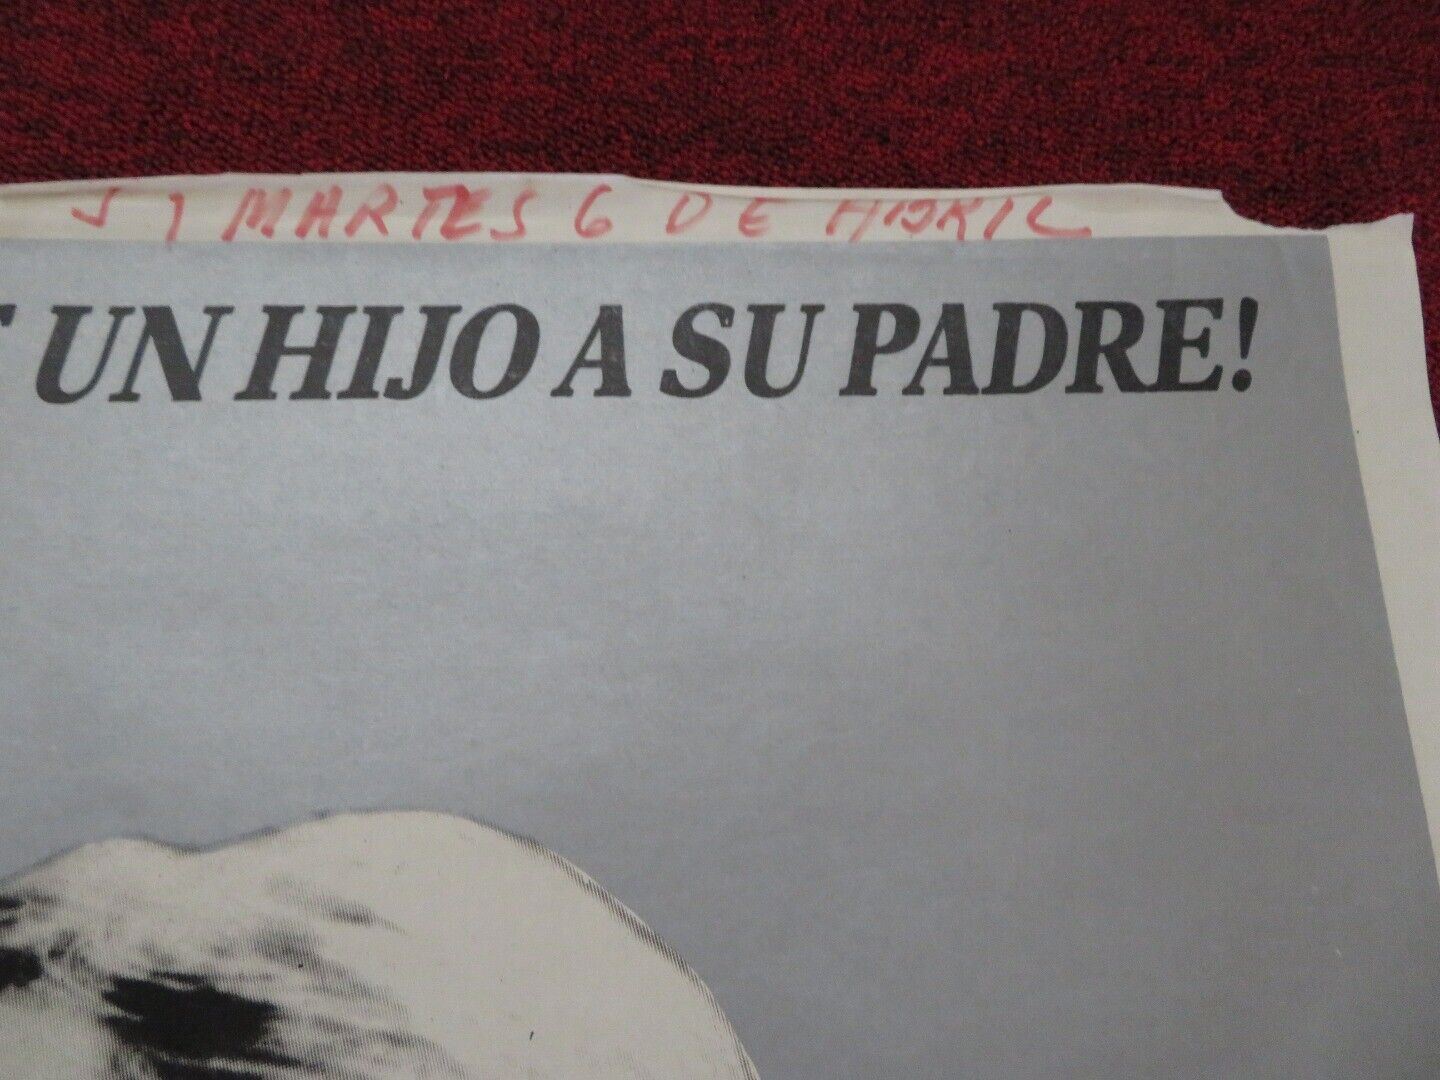 S Y MARTES 6 DE ABRIL
UN HIJO A SU PADRE!